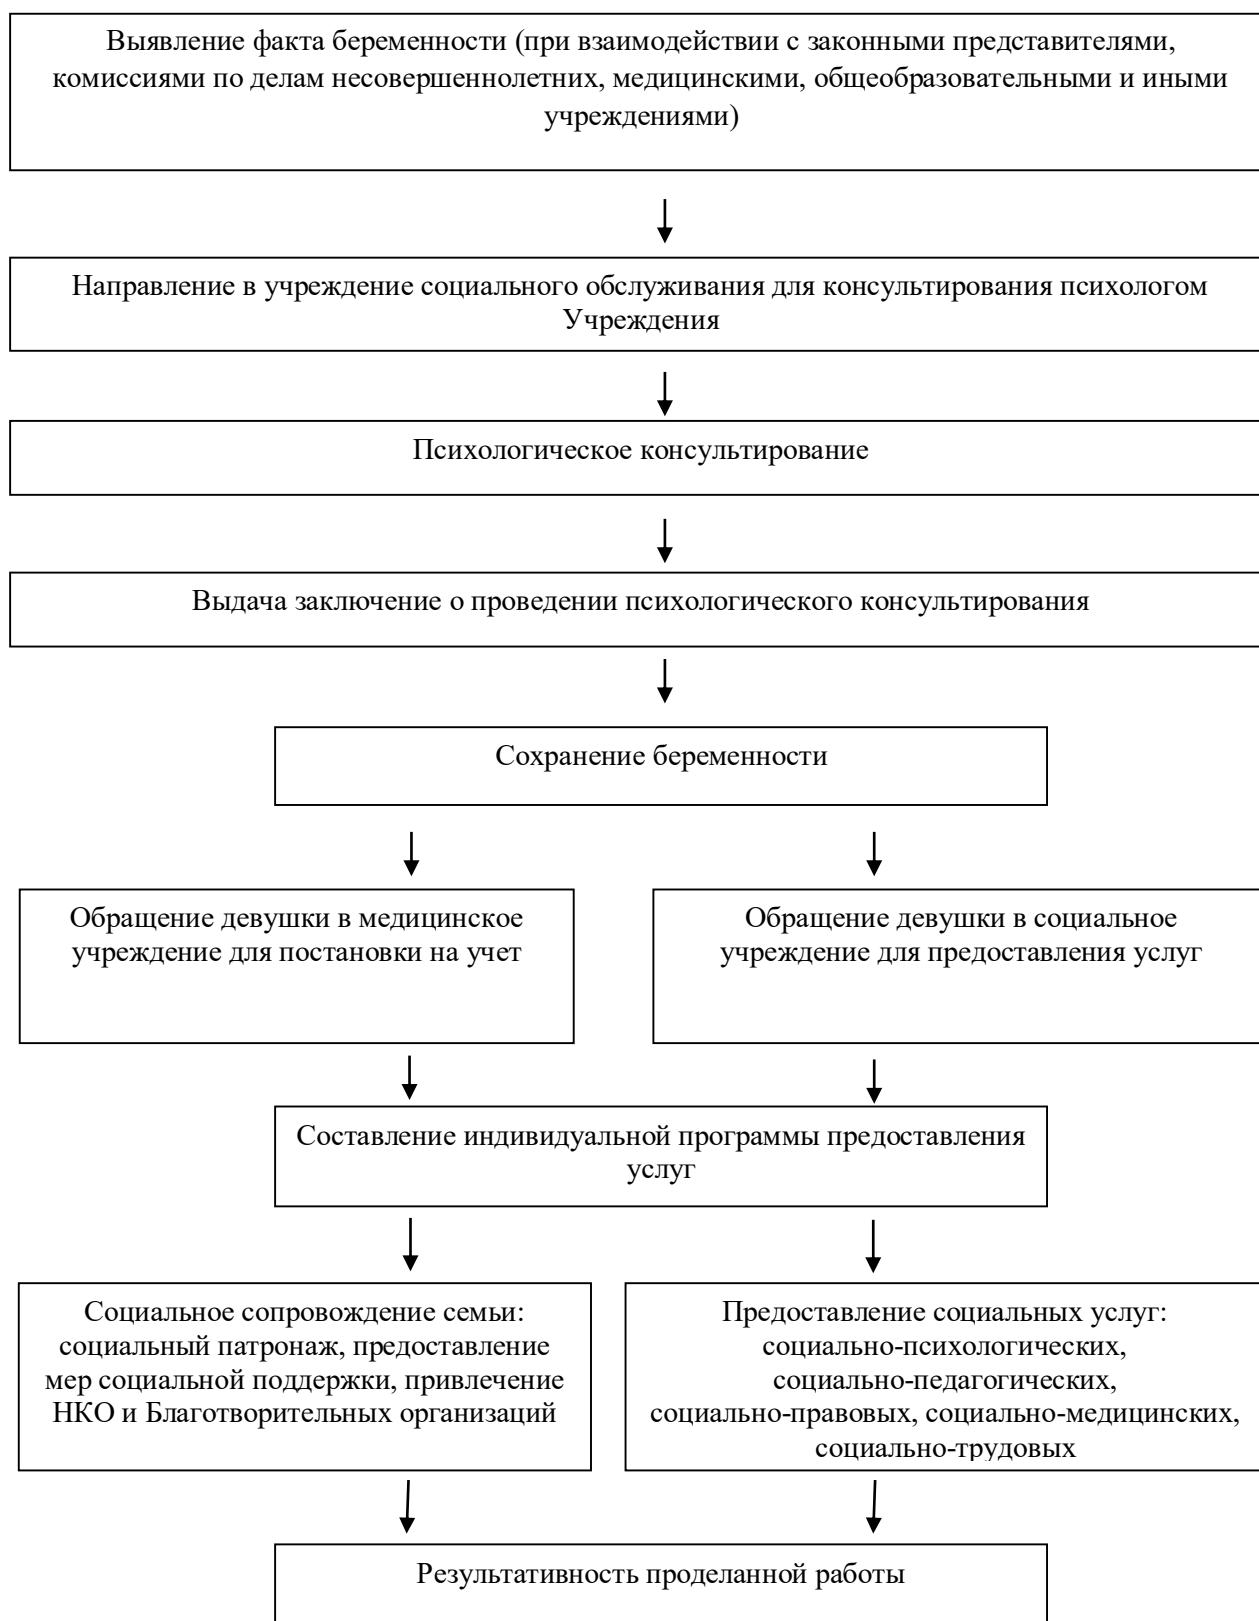 Выявление факта беременности (при взаимодействии с законными представителями,
комиссиями по делам несовершеннолетних, медицинскими, общеобразовательными и иными
учреждениями)
Направление в учреждение социального обслуживания для консультирования психологом
Учреждения
Психологическое консультирование
Выдача заключение о проведении психологического консультирования
Сохранение беременности
Обращение девушки в медицинское
учреждение для постановки на учет
Обращение девушки в социальное
учреждение для предоставления услуг
Составление индивидуальной программы предоставления
услуг
Социальное сопровождение семьи:
социальный патронаж, предоставление
мер социальной поддержки, привлечение
НКО и Благотворительных организаций
Предоставление социальных услуг:
социально-психологических,
социально-педагогических,
социально-правовых, социально-медицинских,
социально-трудовых
Результативность проделанной работы